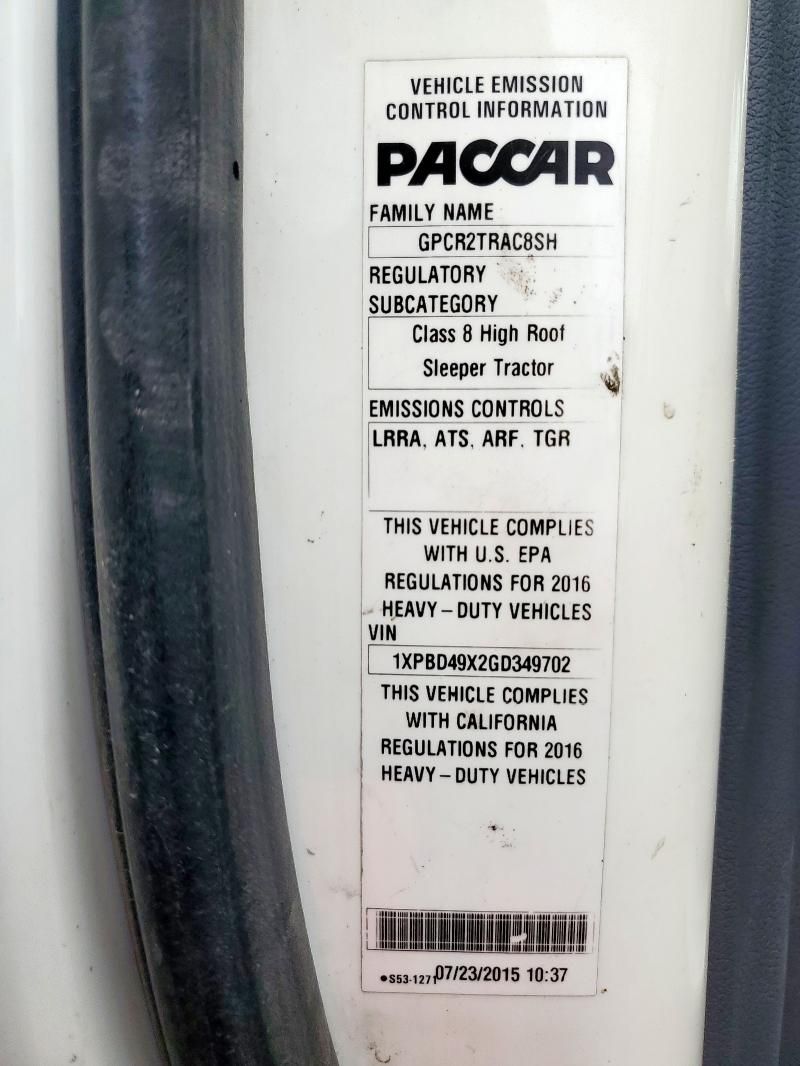 VEHICLE EMISSION
CONTROL INFORMATION
PACCAR
FAMILY NAME
GPCR2TRAC8SH
REGULATORY
SUBCATEGORY
Class 8 High Roof
Sleeper Tractor
EMISSIONS CONTROLS
LRRA, ATS, ARF, TGR
THIS VEHICLE COMPLIES
WITH U.S. EPA
REGULATIONS FOR 2016
HEAVY-DUTY VEHICLES
VIN
1XPBD49X2GD349702
THIS VEHICLE COMPLIES
WITH CALIFORNIA
REGULATIONS FOR 2016
HEAVY-DUTY VEHICLES
•S53-1271 07/23/2015 10:37